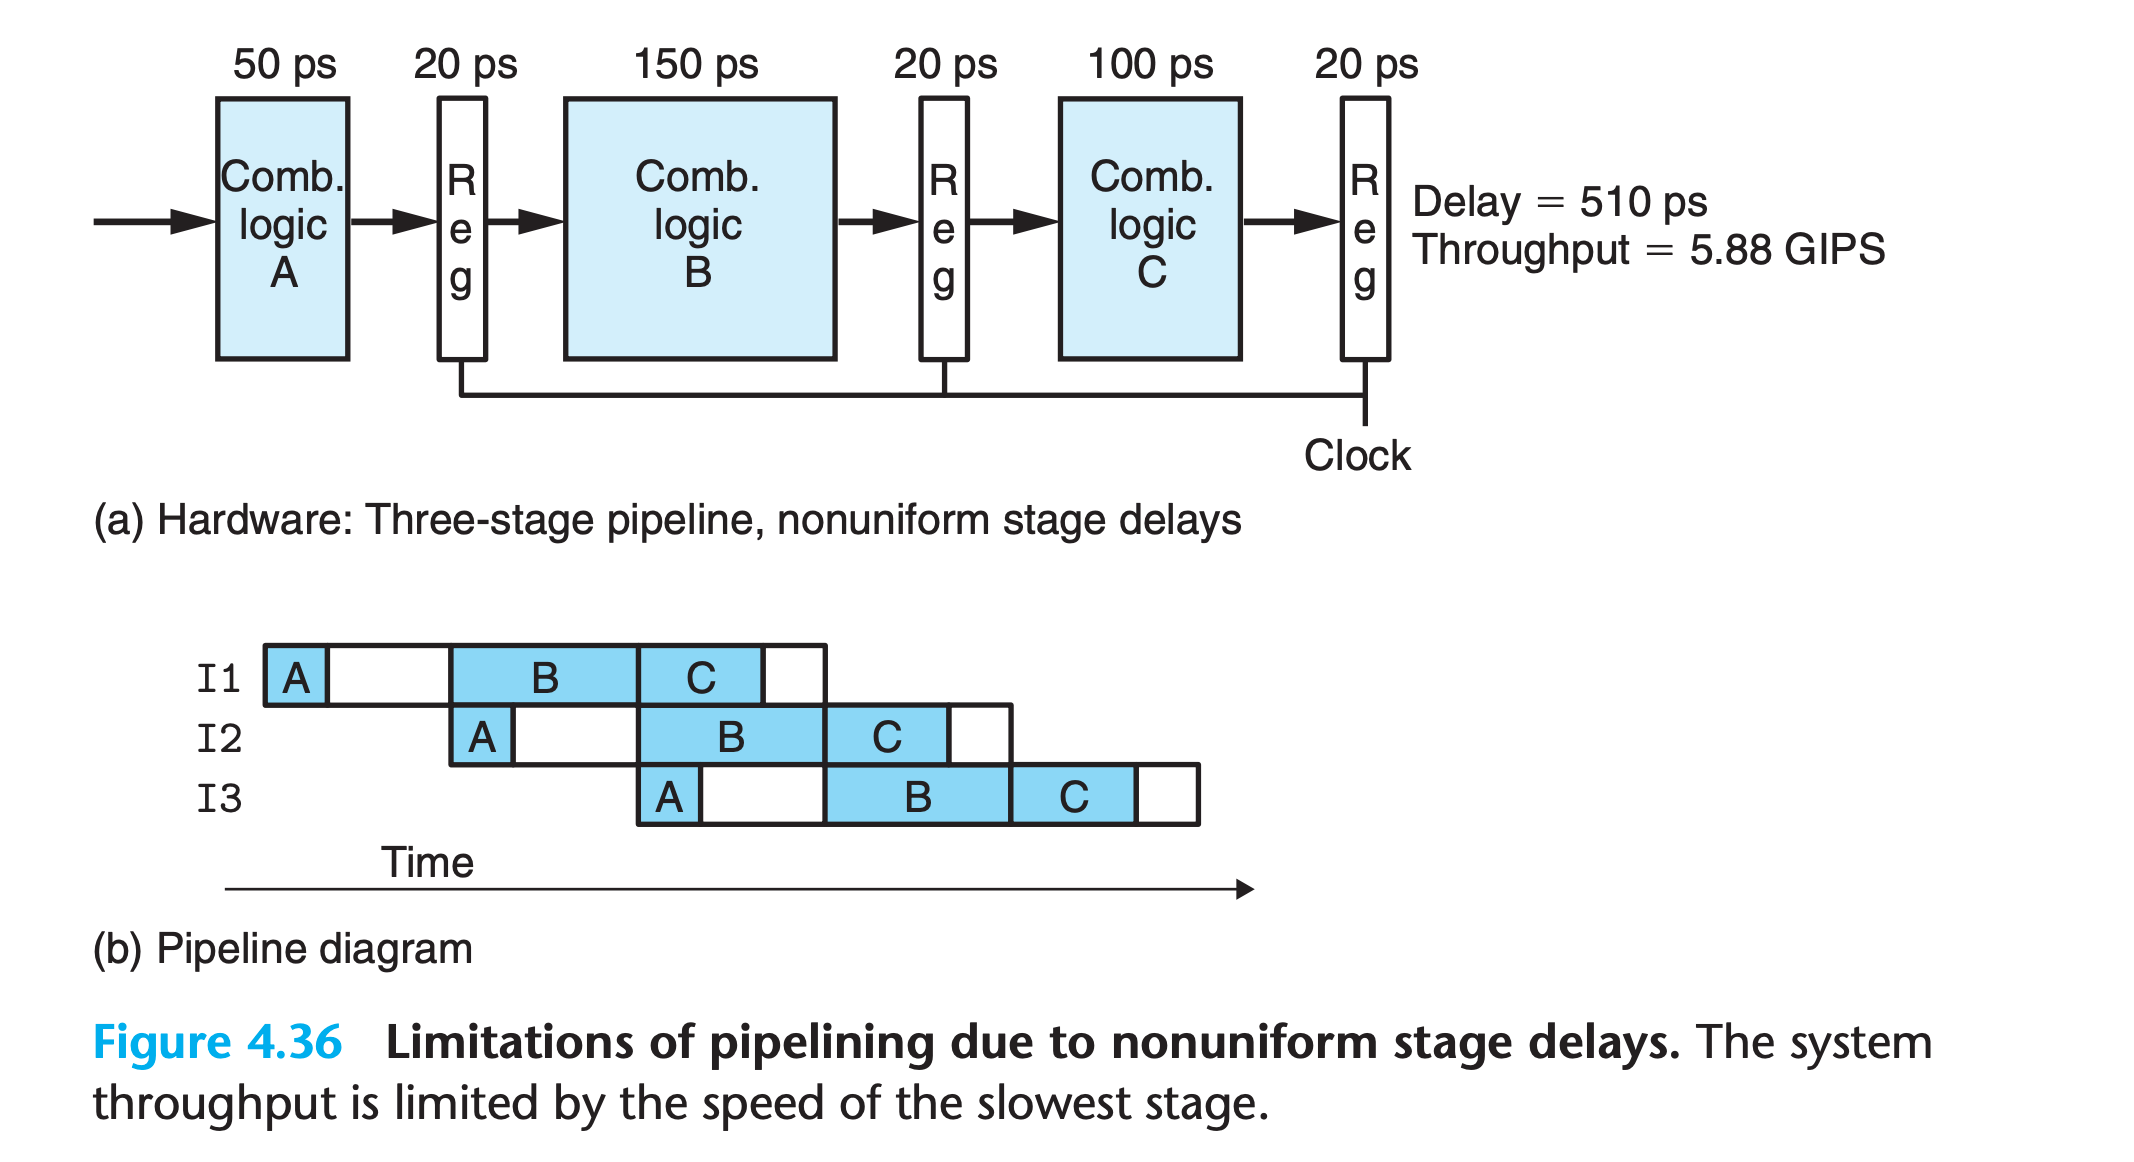 50 ps 20 ps 150 ps 20 ps 100 ps 20 ps
Comb.
logic
A
R
e
g
Comb.
logic
B
R
e
g
Comb.
logic
C
R
e
g
Delay = 510 ps
Throughput = 5.88 GIPS
Clock
(a) Hardware: Three-stage pipeline, nonuniform stage delays
I1 A B C
I2 A B C
I3 A B C
Time
(b) Pipeline diagram
Figure 4.36 Limitations of pipelining due to nonuniform stage delays. The system
throughput is limited by the speed of the slowest stage.